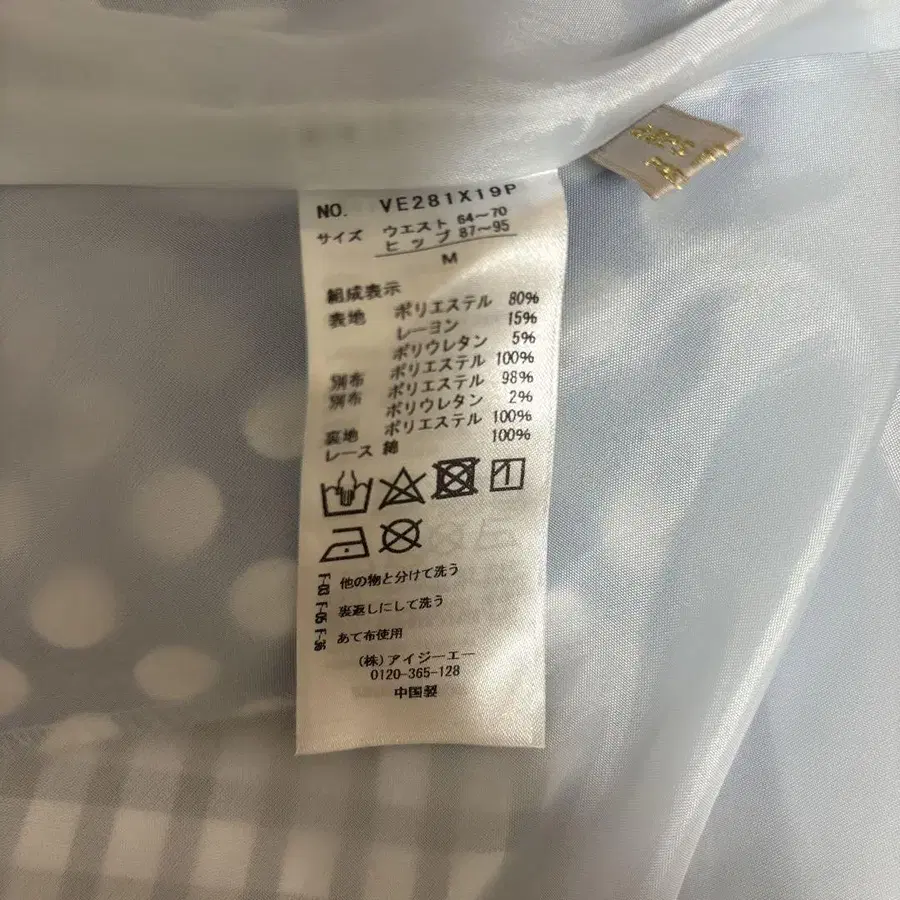 NO. VE281X19P
サイズ ウエスト 64～70
ヒップ 87～95
M
組成表示
表地 ポリエステル 80%
レーヨン 15%
ポリウレタン 5%
別布 ポリエステル 100%
別布 ポリエステル 98%
ポリウレタン 2%
裏地 ポリエステル 100%
レース 綿 100%
F-03 他の物と分けて洗う
F-05 裏返しにして洗う
F-36 あて布使用
(株)アイジーエー
0120-365-128
中国製